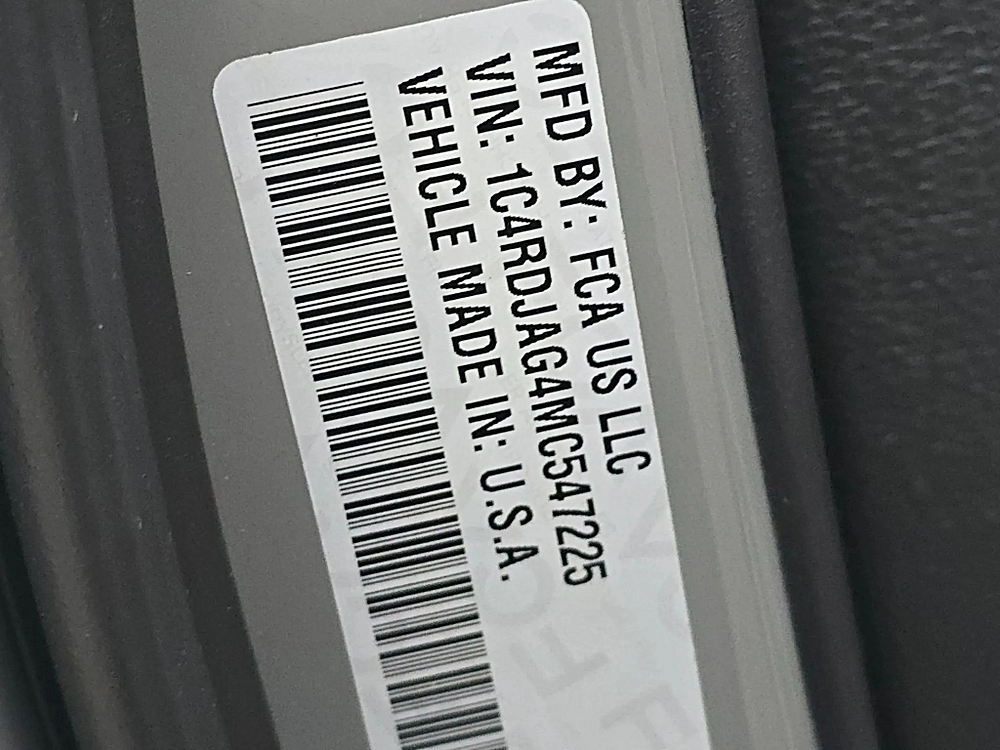 MFD BY: FCA US LLC
VIN: 1C4RDJAG4MC547225
VEHICLE MADE IN: U.S.A.